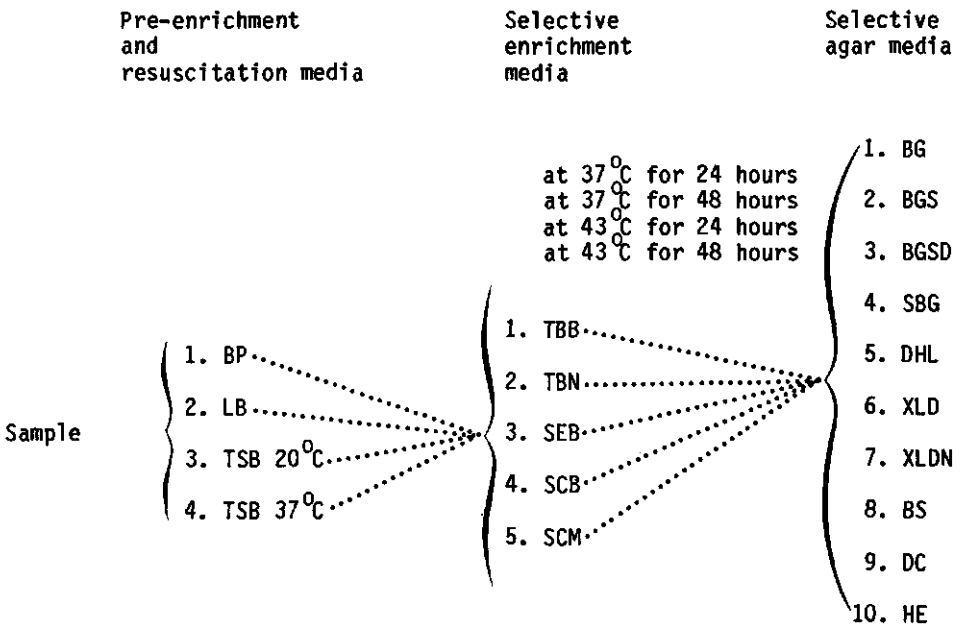 Pre-enrichment
and
resuscitation media
Selective
enrichment
media
Selective
agar media
at 37°C for 24 hours
at 37°C for 48 hours
at 43°C for 24 hours
at 43°C for 48 hours
Sample
1. BP
2. LB
3. TSB 20°C
4. TSB 37°C
1. TBB
2. TBN
3. SEB
4. SCB
5. SCM
1. BG
2. BGS
3. BGSD
4. SBG
5. DHL
6. XLD
7. XLDN
8. BS
9. DC
10. HE